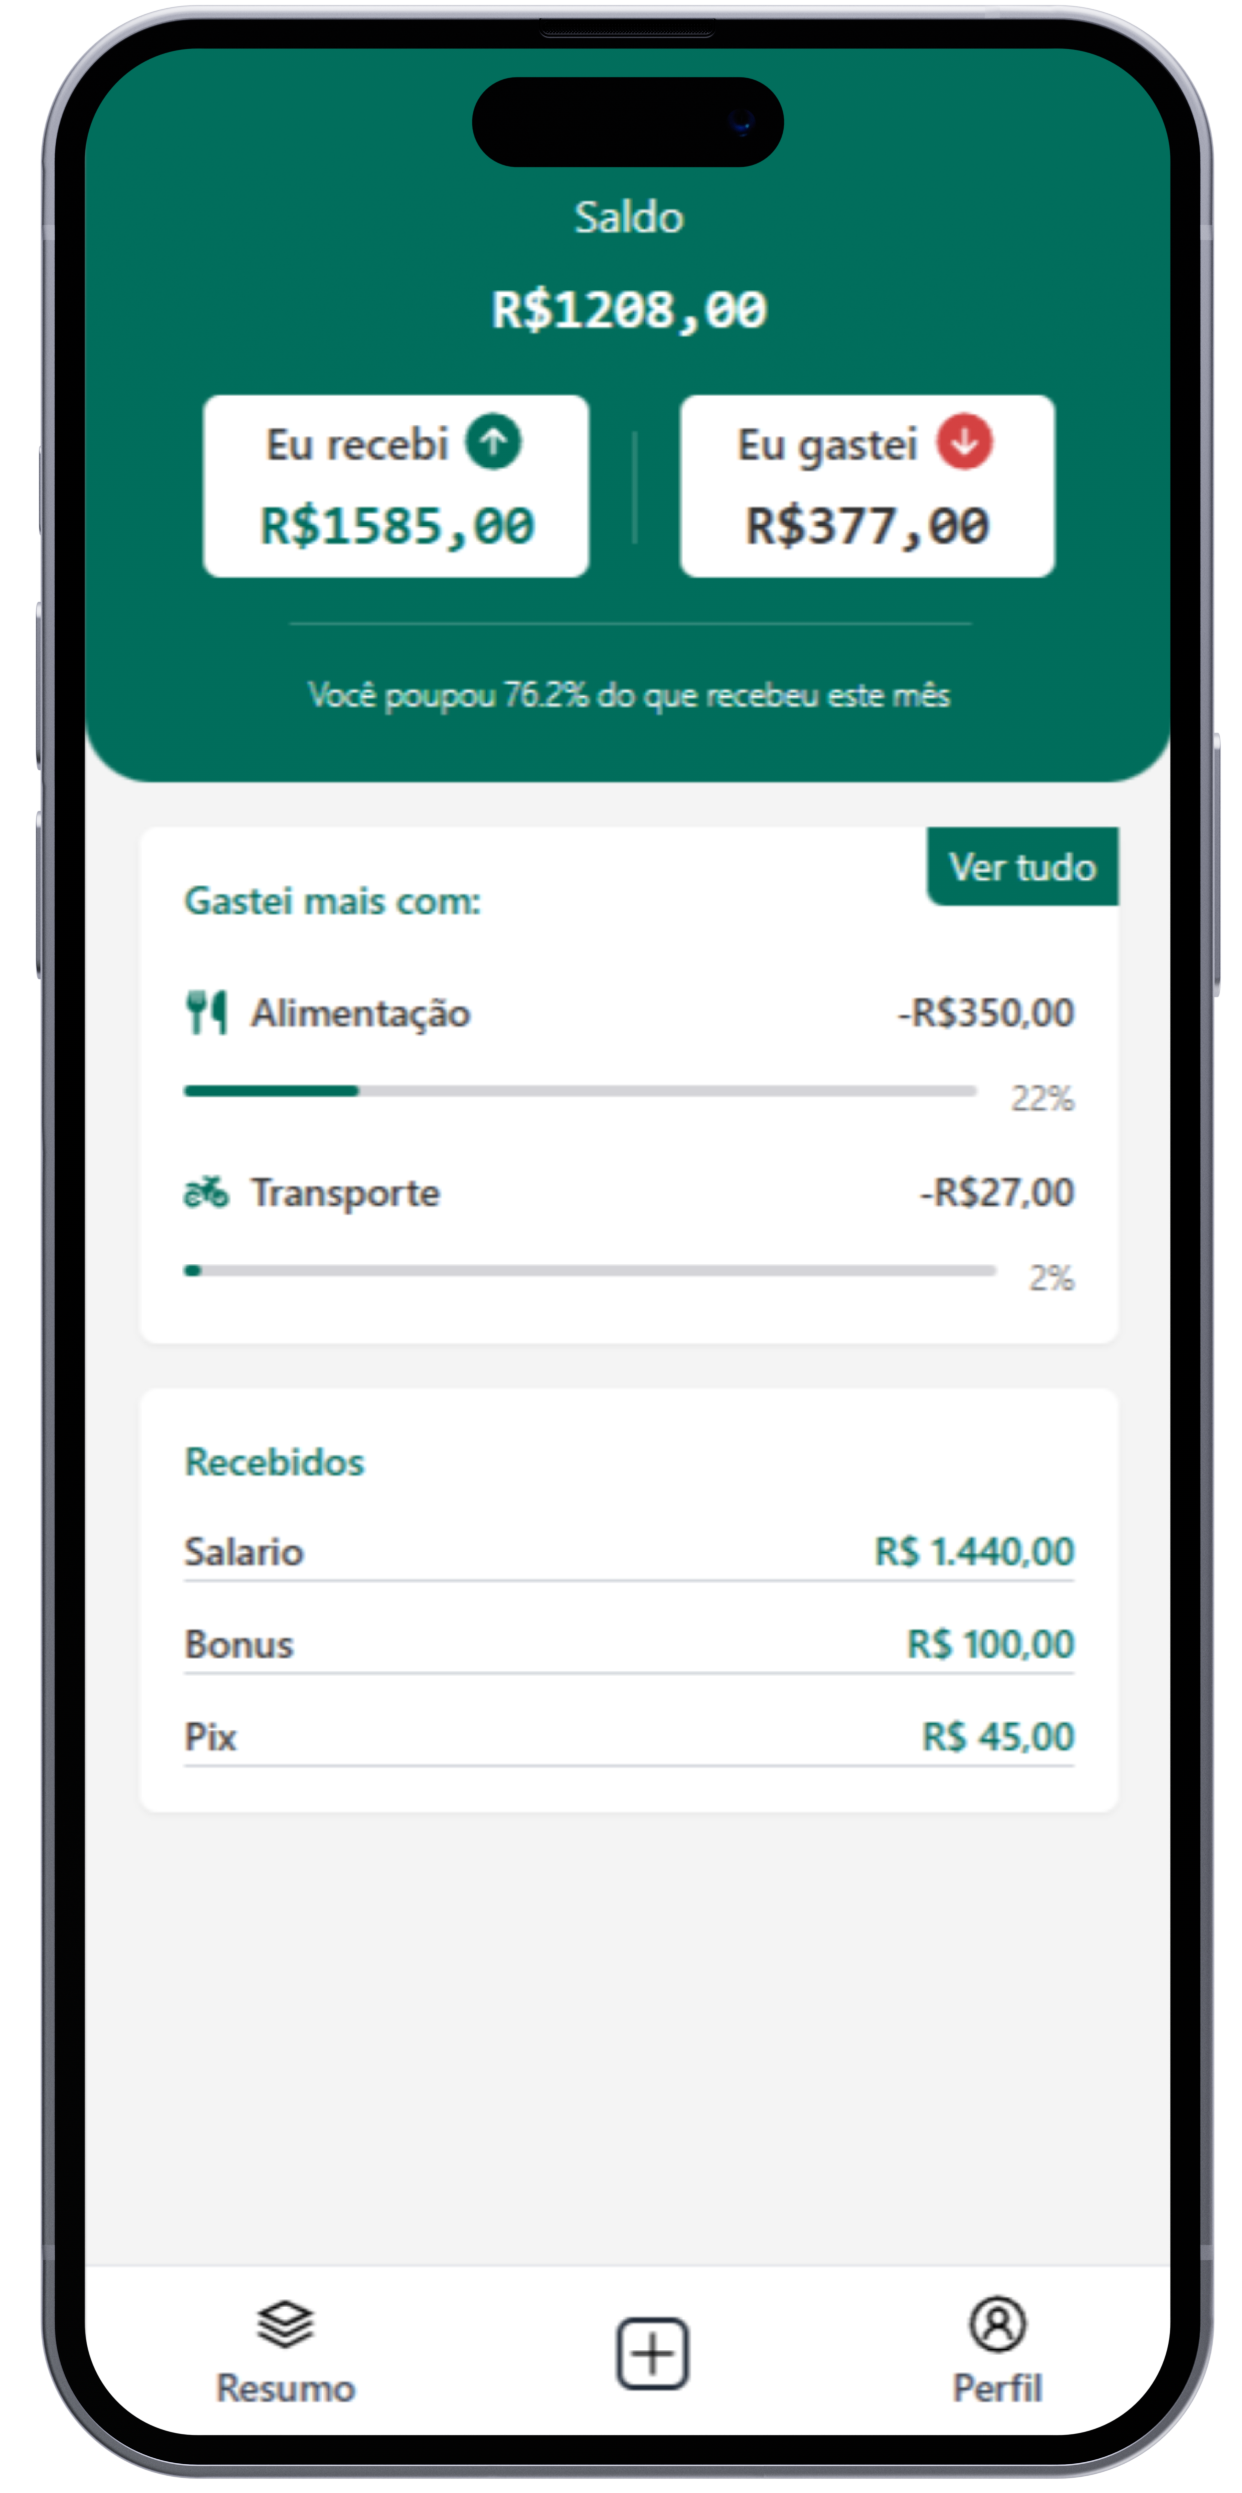 Saldo
R$1208,00
Eu recebi
Eu gastei
R$1585,00
R$377,00
Você poupou 76.2% do que recebeu este mês
Ver tudo
Gastei mais com:
Alimentação -R$350,00
22%
Transporte -R$27,00
2%
Recebidos
Salario R$ 1.440,00
Bonus R$ 100,00
Pix R$ 45,00
Resumo
Perfil